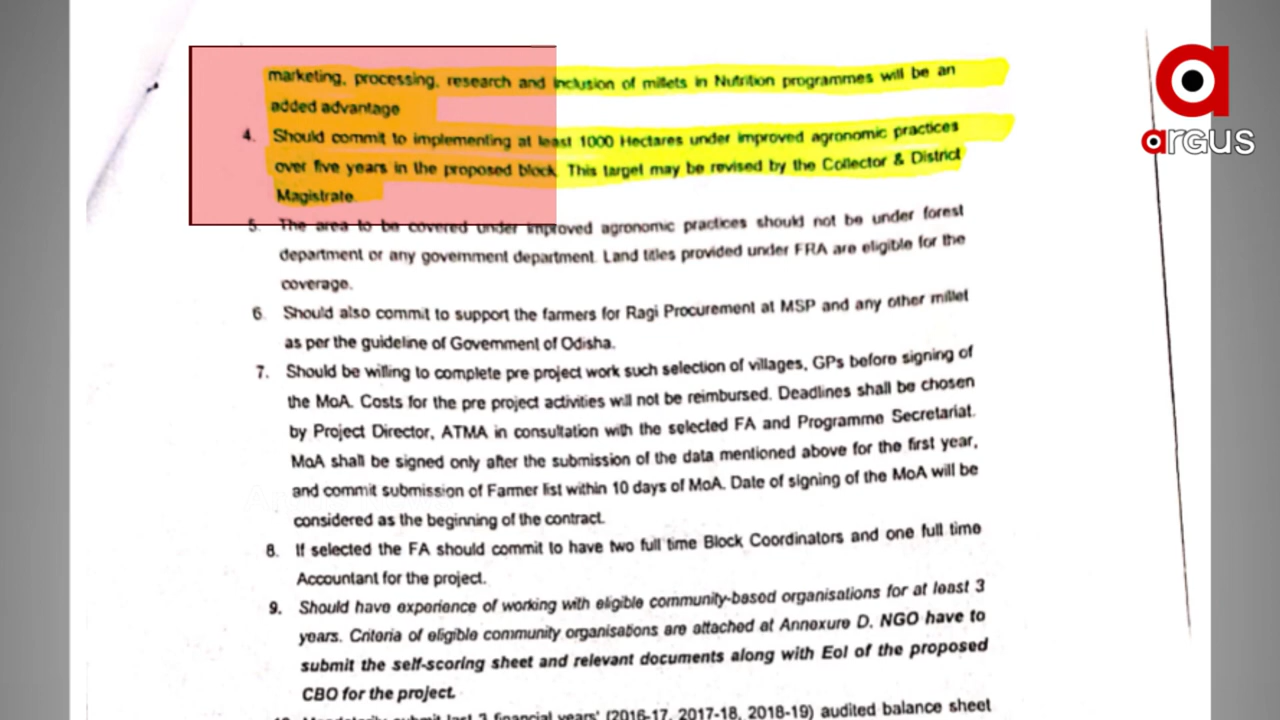 marketing, processing, research and inclusion of millets in Nutrition programmes will be an
added advantage
4. Should commit to implementing at least 1000 Hectares under improved agronomic practices
over five years in the proposed block. This target may be revised by the Collector & District
Magistrate.
5. The area to be covered under improved agronomic practices should not be under forest
department or any government department. Land titles provided under FRA are eligible for the
coverage.
6. Should also commit to support the farmers for Ragi Procurement at MSP and any other millet
as per the guideline of Government of Odisha.
7. Should be willing to complete pre project work such selection of villages, GPs before signing of
the MoA. Costs for the pre project activities will not be reimbursed. Deadlines shall be chosen
by Project Director, ATMA in consultation with the selected FA and Programme Secretariat.
MoA shall be signed only after the submission of the data mentioned above for the first year,
and commit submission of Farmer list within 10 days of MoA. Date of signing of the MoA will be
considered as the beginning of the contract.
8. If selected the FA should commit to have two full time Block Coordinators and one full time
Accountant for the project.
9. Should have experience of working with eligible community-based organisations for at least 3
years. Criteria of eligible community organisations are attached at Annexure D. NGO have to
submit the self-scoring sheet and relevant documents along with EoI of the proposed
CBO for the project.
last 3 financial years' (2016-17, 2017-18, 2018-19) audited balance sheet
a
argus